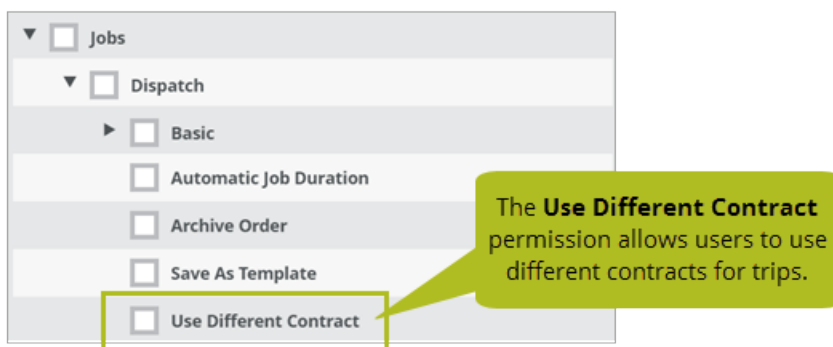 Jobs
Dispatch
Basic
Automatic Job Duration
Archive Order
Save As Template
Use Different Contract
The Use Different Contract
permission allows users to use
different contracts for trips.